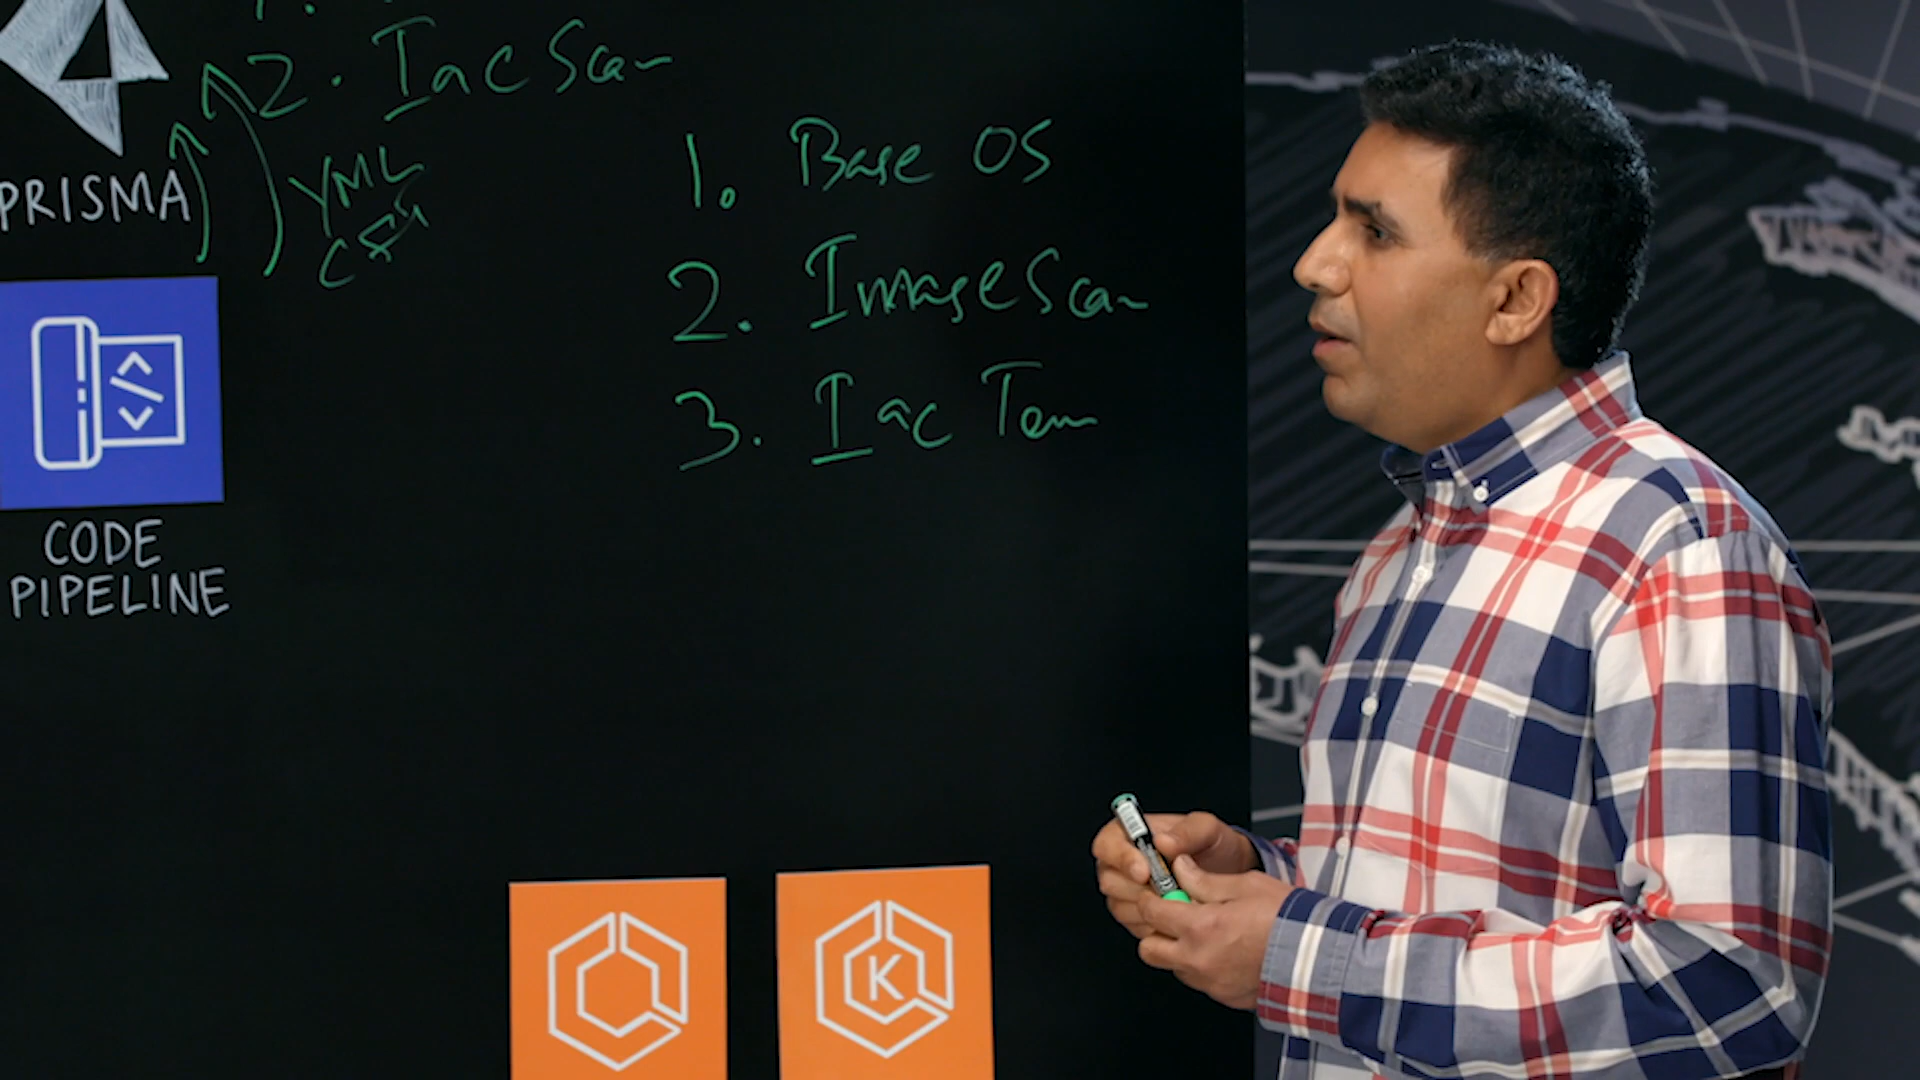 2. Iac Scan
1. Base OS
PRISMA
YML
2. Image Scan
3. Iac Tem
CODE
PIPELINE
K